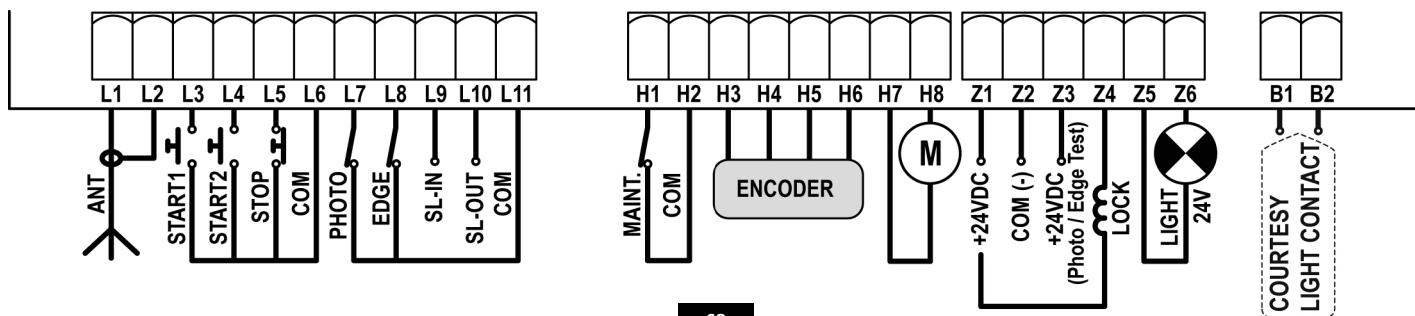 L1 L2 L3 L4 L5 L6 L7 L8 L9 L10 L11
H1 H2 H3 H4 H5 H6 H7 H8
Z1 Z2 Z3 Z4 Z5 Z6
B1 B2
ANT
START1
START2
STOP
COM
PHOTO
EDGE
SL-IN
SL-OUT
COM
MAINT.
COM
ENCODER
M
+24VDC
COM (-)
+24VDC
(Photo / Edge Test)
LOCK
LIGHT
24V
COURTESY
LIGHT CONTACT